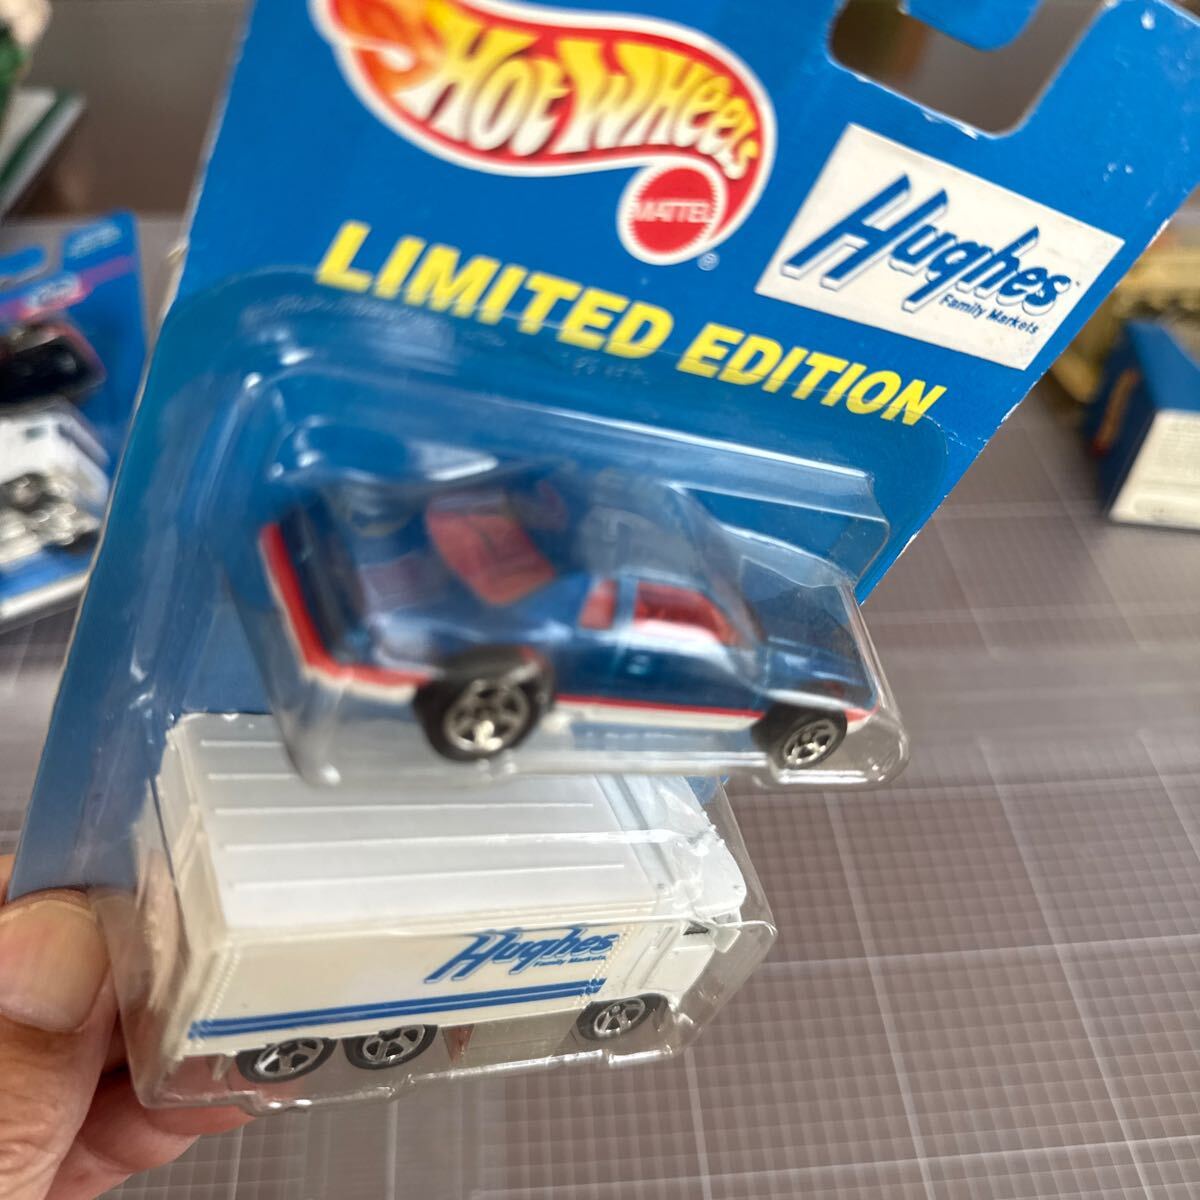 Hot Wheels
MATTEL
®
LIMITED EDITION
Hughes
Family Markets
Hughes
Family Markets